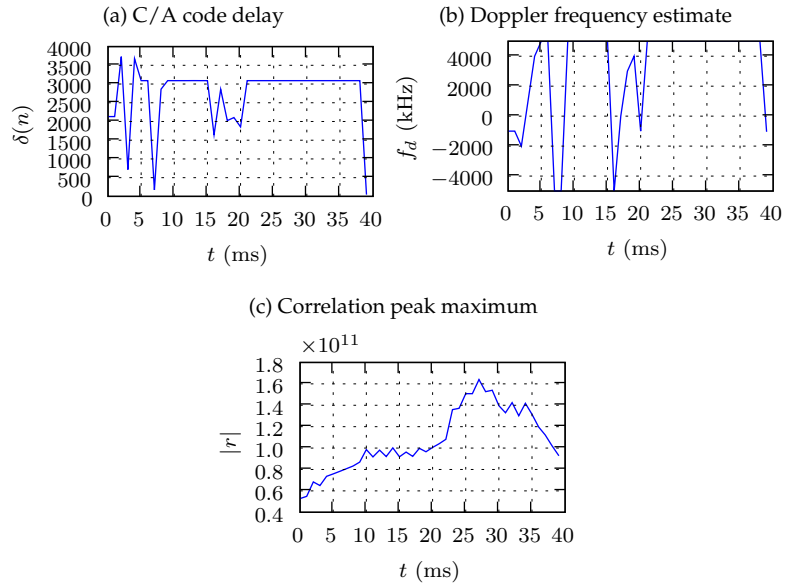 (a) C/A code delay
4000
3500
3000
2500
2000
1500
1000
500
0
δ(n)
0 5 10 15 20 25 30 35 40
t (ms)
(b) Doppler frequency estimate
4000
2000
0
−2000
−4000
f_d (kHz)
0 5 10 15 20 25 30 35 40
t (ms)
(c) Correlation peak maximum
×10^11
1.8
1.6
1.4
1.2
1.0
0.8
0.6
0.4
|r|
0 5 10 15 20 25 30 35 40
t (ms)